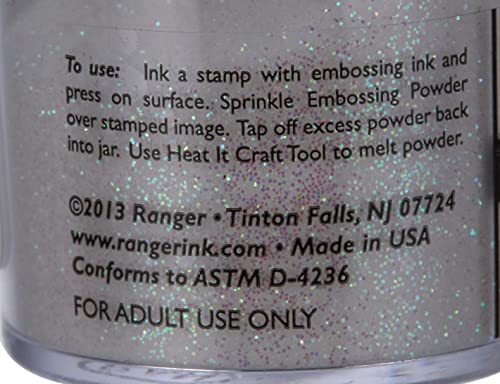 To use: Ink a stamp with embossing ink and
press on surface. Sprinkle Embossing Powder
over stamped image. Tap off excess powder back
into jar. Use Heat It Craft Tool to melt powder.
©2013 Ranger • Tinton Falls, NJ 07724
www.rangerink.com • Made in USA
Conforms to ASTM D-4236
FOR ADULT USE ONLY